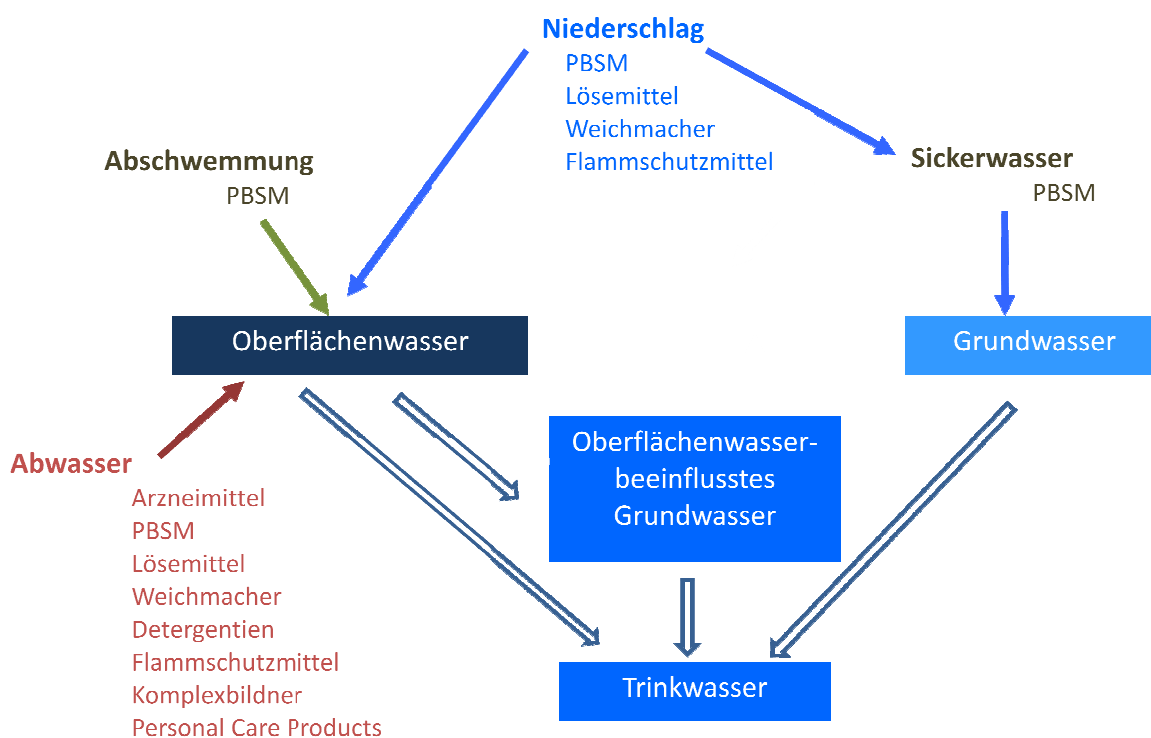 Niederschlag
PBSM
Lösemittel
Weichmacher
Flammschutzmittel
Abschwemmung
PBSM
Sickerwasser
PBSM
Oberflächenwasser
Grundwasser
Abwasser
Arzneimittel
PBSM
Lösemittel
Weichmacher
Detergentien
Flammschutzmittel
Komplexbildner
Personal Care Products
Oberflächenwasser-
beeinflusstes
Grundwasser
Trinkwasser